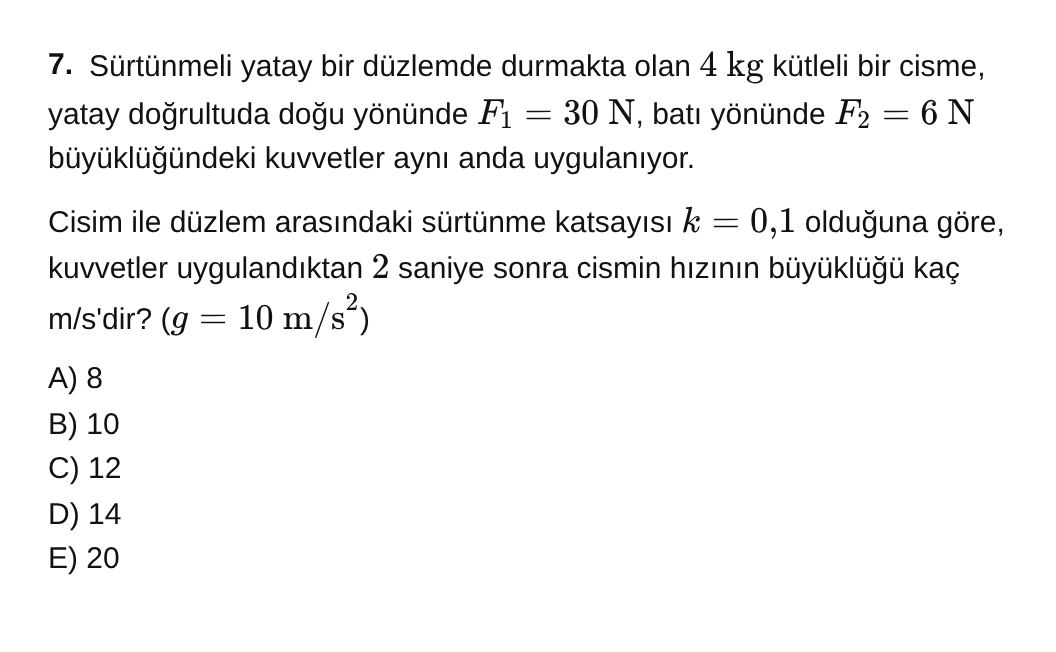 7. Sürtünmeli yatay bir düzlemde durmakta olan 4 kg kütleli bir cisme,
yatay doğrultuda doğu yönünde F₁ = 30 N, batı yönünde F₂ = 6 N
büyüklüğündeki kuvvetler aynı anda uygulanıyor.
Cisim ile düzlem arasındaki sürtünme katsayısı k = 0,1 olduğuna göre,
kuvvetler uygulandıktan 2 saniye sonra cismin hızının büyüklüğü kaç
m/s'dir? (g = 10 m/s²)
A) 8
B) 10
C) 12
D) 14
E) 20